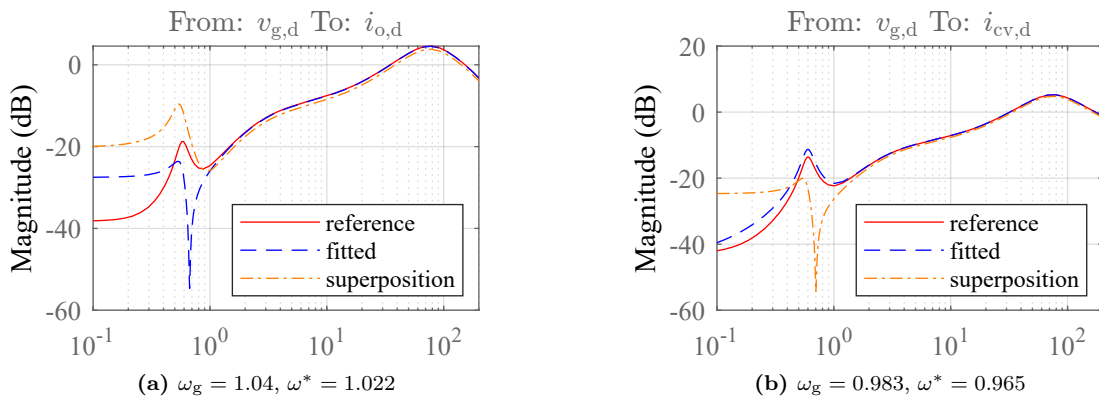 From: v_g,d To: i_o,d
0
-20
-40
-60
Magnitude (dB)
reference
fitted
superposition
10^-1
10^0
10^1
10^2
(a) ω_g = 1.04, ω* = 1.022
From: v_g,d To: i_cv,d
20
0
-20
-40
-60
Magnitude (dB)
reference
fitted
superposition
10^-1
10^0
10^1
10^2
(b) ω_g = 0.983, ω* = 0.965